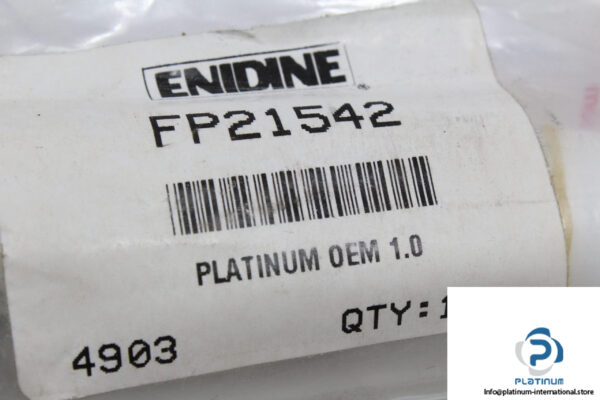 ENIDINE
FP21542
PLATINUM OEM 1.0
QTY:1
4903
PLATINUM
Info@platinum-international.store